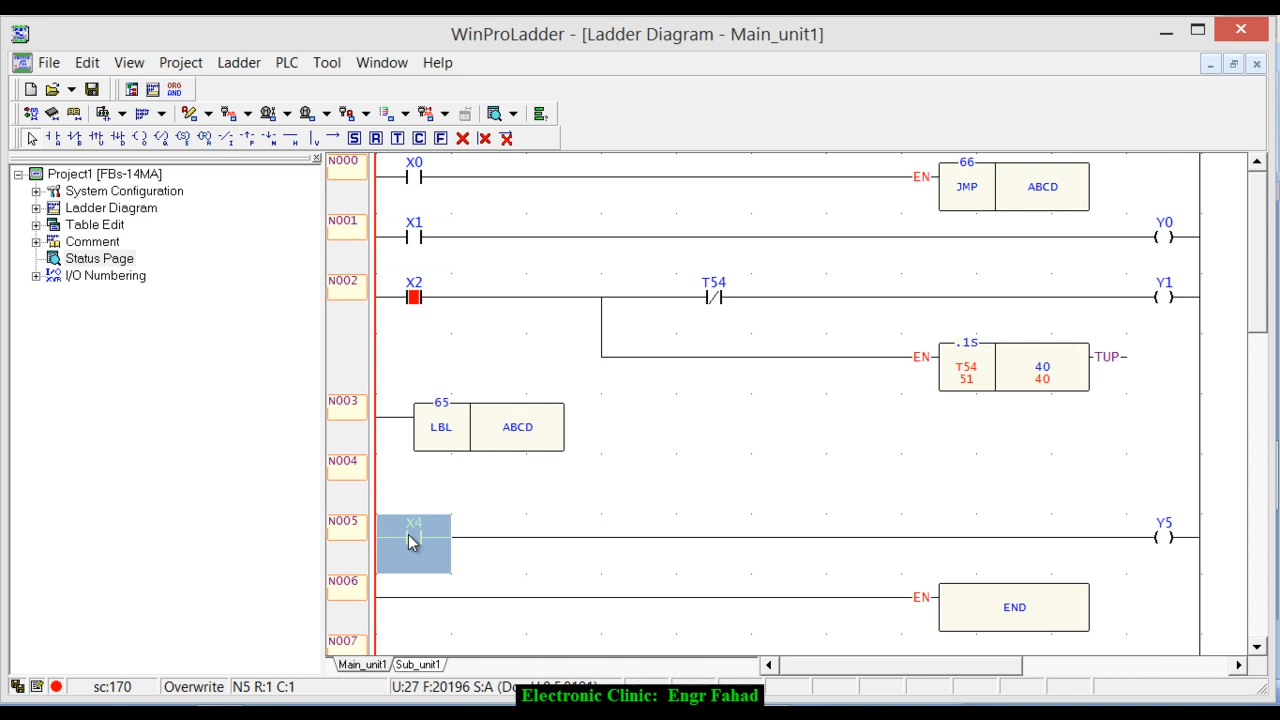 WinProLadder - [Ladder Diagram - Main_unit1]
File Edit View Project Ladder PLC Tool Window Help
ORG
AND
A B U D O Q S R I P N H V S R T C F
Project1 [FBs-14MA]
System Configuration
Ladder Diagram
Table Edit
Comment
Status Page
I/O Numbering
N000 X0 EN 66 JMP ABCD
N001 X1 Y0
N002 X2 T54 Y1
EN .1S T54 40 TUP
51 40
N003 65 LBL ABCD
N004
N005 X4 Y5
N006 EN END
N007
Main_unit1 Sub_unit1
sc:170 Overwrite N5 R:1 C:1 U:27 F:20196 S:A
Electronic Clinic: Engr Fahad